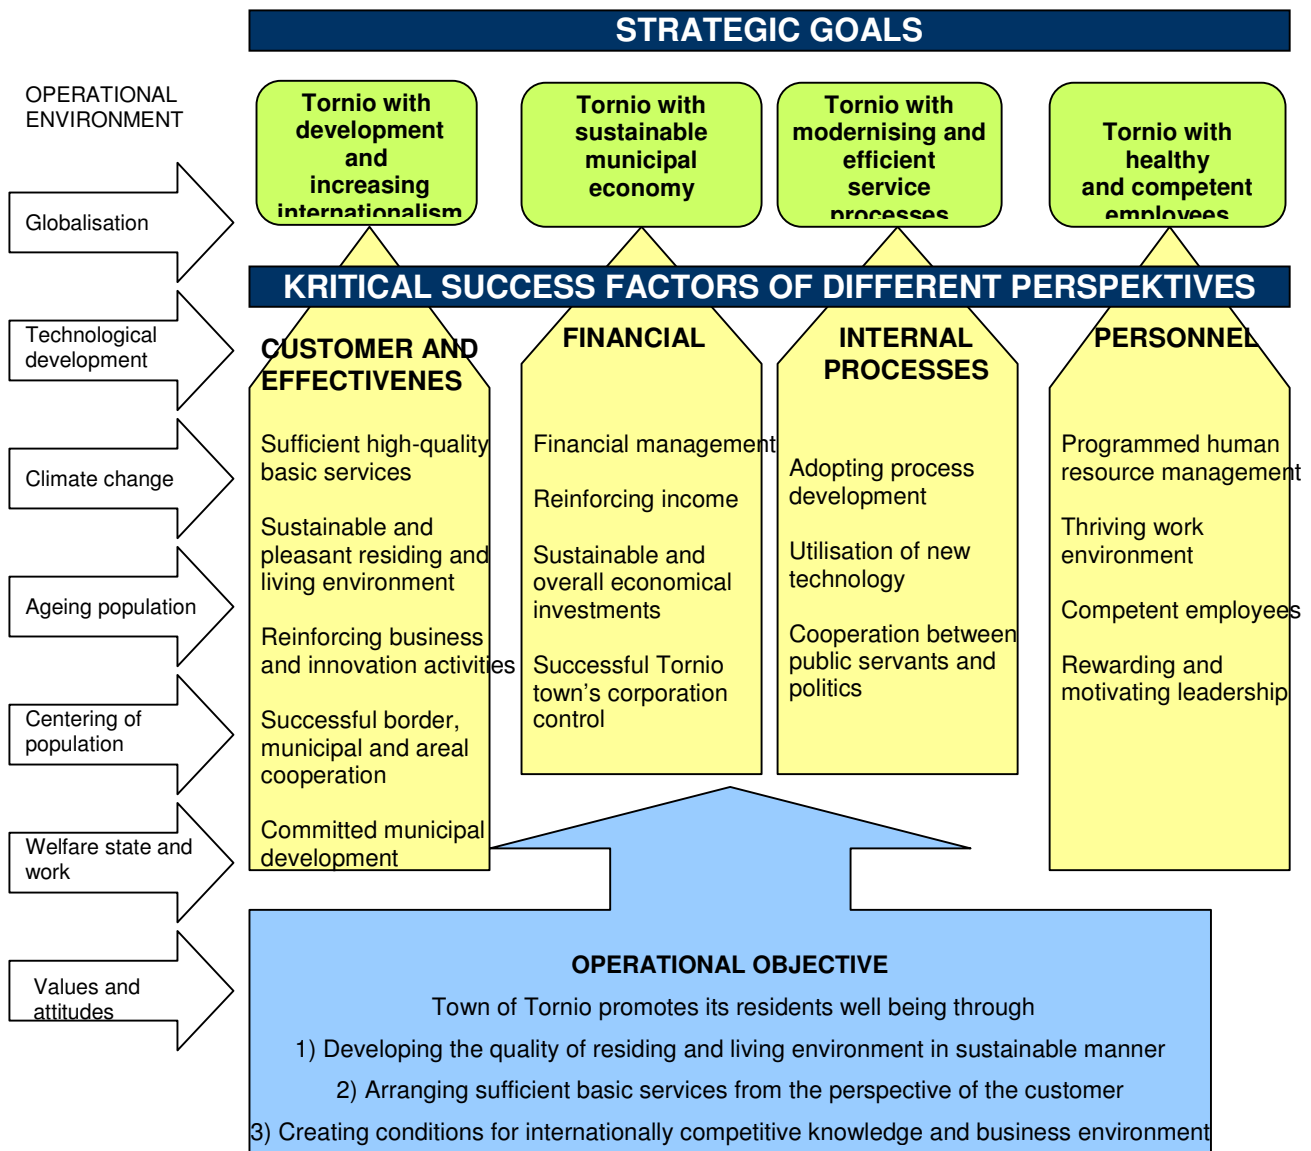 STRATEGIC GOALS
OPERATIONAL
ENVIRONMENT
Tornio with
development
and
increasing
internationalism
Tornio with
sustainable
municipal
economy
Tornio with
modernising and
efficient
service
processes
Tornio with
healthy
and competent
employees
Globalisation
Technological
development
Climate change
Ageing population
Centering of
population
Welfare state and
work
Values and
attitudes
KRITICAL SUCCESS FACTORS OF DIFFERENT PERSPEKTIVES
CUSTOMER AND
EFFECTIVENES
Sufficient high-quality
basic services
Sustainable and
pleasant residing and
living environment
Reinforcing business
and innovation activities
Successful border,
municipal and areal
cooperation
Committed municipal
development
FINANCIAL
Financial management
Reinforcing income
Sustainable and
overall economical
investments
Successful Tornio
town's corporation
control
INTERNAL
PROCESSES
Adopting process
development
Utilisation of new
technology
Cooperation between
public servants and
politics
PERSONNEL
Programmed human
resource management
Thriving work
environment
Competent employees
Rewarding and
motivating leadership
OPERATIONAL OBJECTIVE
Town of Tornio promotes its residents well being through
1) Developing the quality of residing and living environment in sustainable manner
2) Arranging sufficient basic services from the perspective of the customer
3) Creating conditions for internationally competitive knowledge and business environment